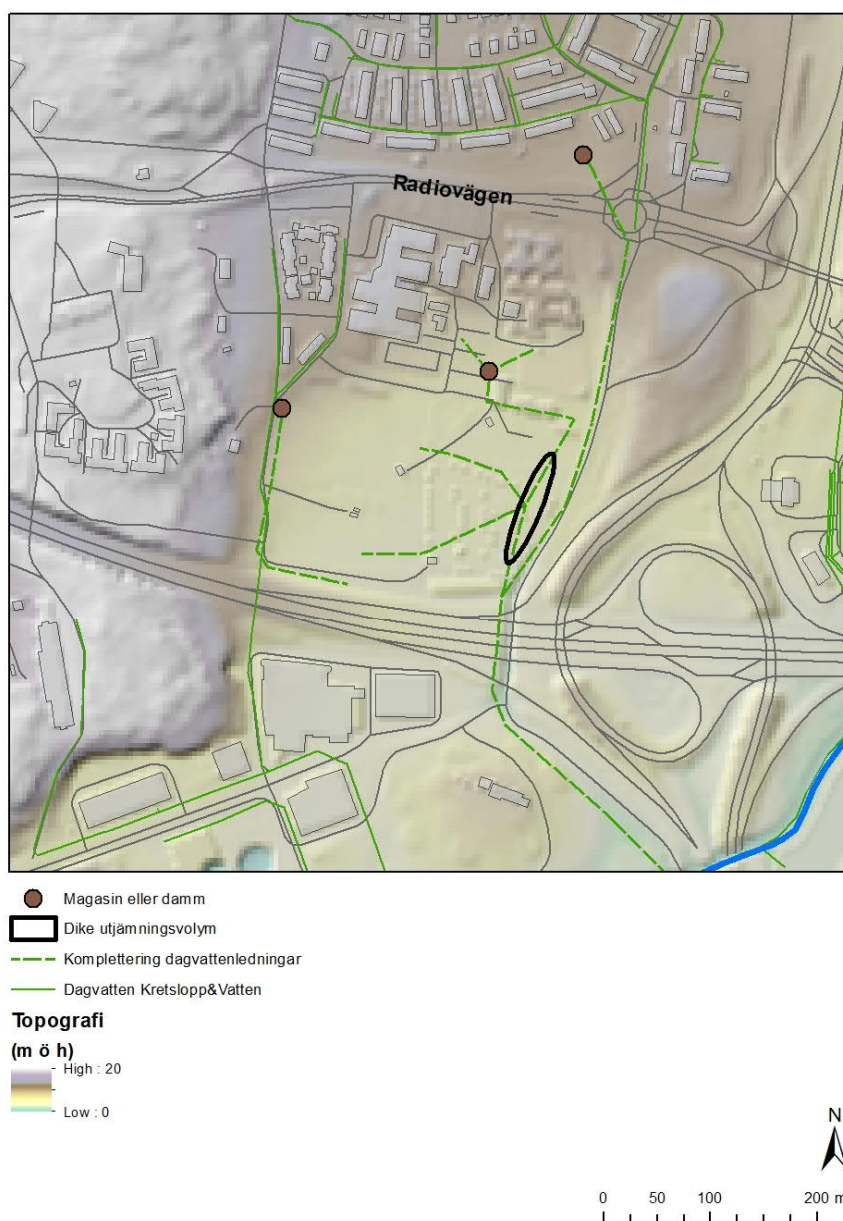 Radiovägen
Magasin eller damm
Dike utjämningsvolym
Komplettering dagvattenledningar
Dagvatten Kretslopp&Vatten
Topografi
(m ö h)
High : 20
Low : 0
N
0 50 100 200 m